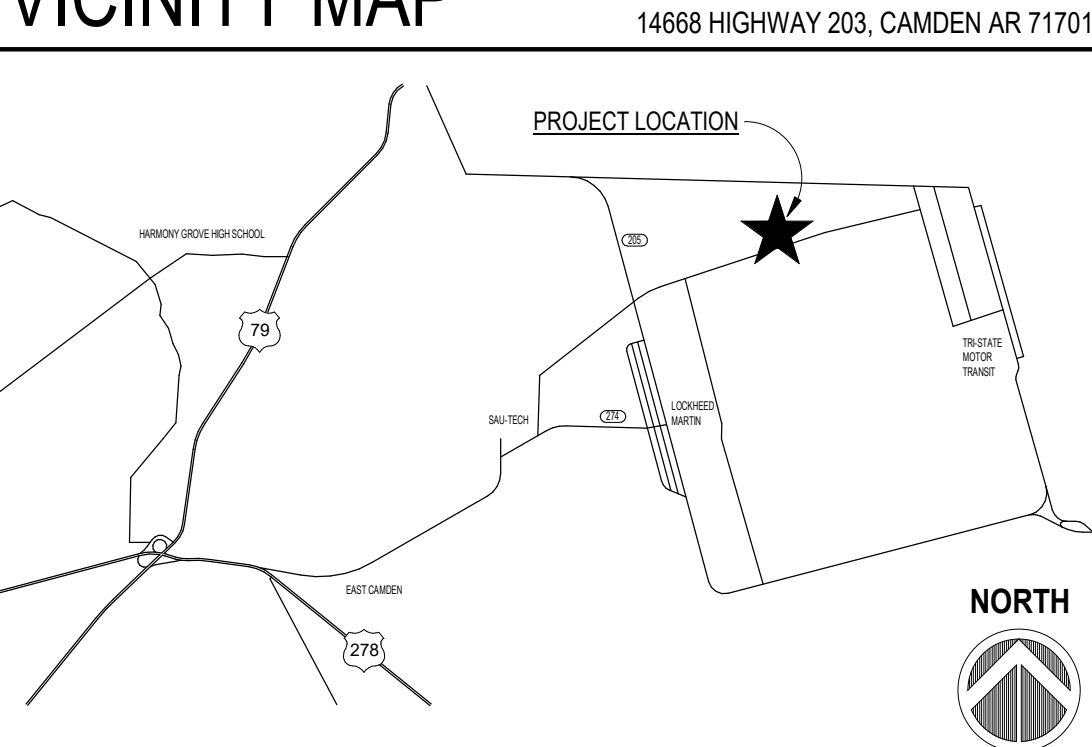 VICINITY MAP
14668 HIGHWAY 203, CAMDEN AR 71701
PROJECT LOCATION
HARMONY GROVE HIGH SCHOOL
205
79
TRI-STATE
MOTOR
TRANSIT
SAU-TECH
274
LOCKHEED
MARTIN
EAST CAMDEN
278
NORTH